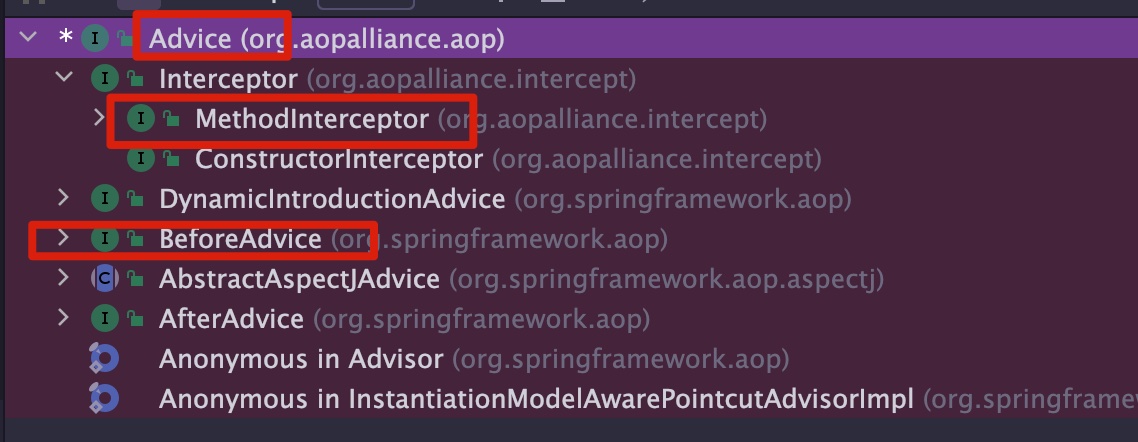 * I Advice (org.aopalliance.aop)
I Interceptor (org.aopalliance.intercept)
I MethodInterceptor (org.aopalliance.intercept)
I ConstructorInterceptor (org.aopalliance.intercept)
I DynamicIntroductionAdvice (org.springframework.aop)
I BeforeAdvice (org.springframework.aop)
C AbstractAspectJAdvice (org.springframework.aop.aspectj)
I AfterAdvice (org.springframework.aop)
Anonymous in Advisor (org.springframework.aop)
Anonymous in InstantiationModelAwarePointcutAdvisorImpl (org.springframew